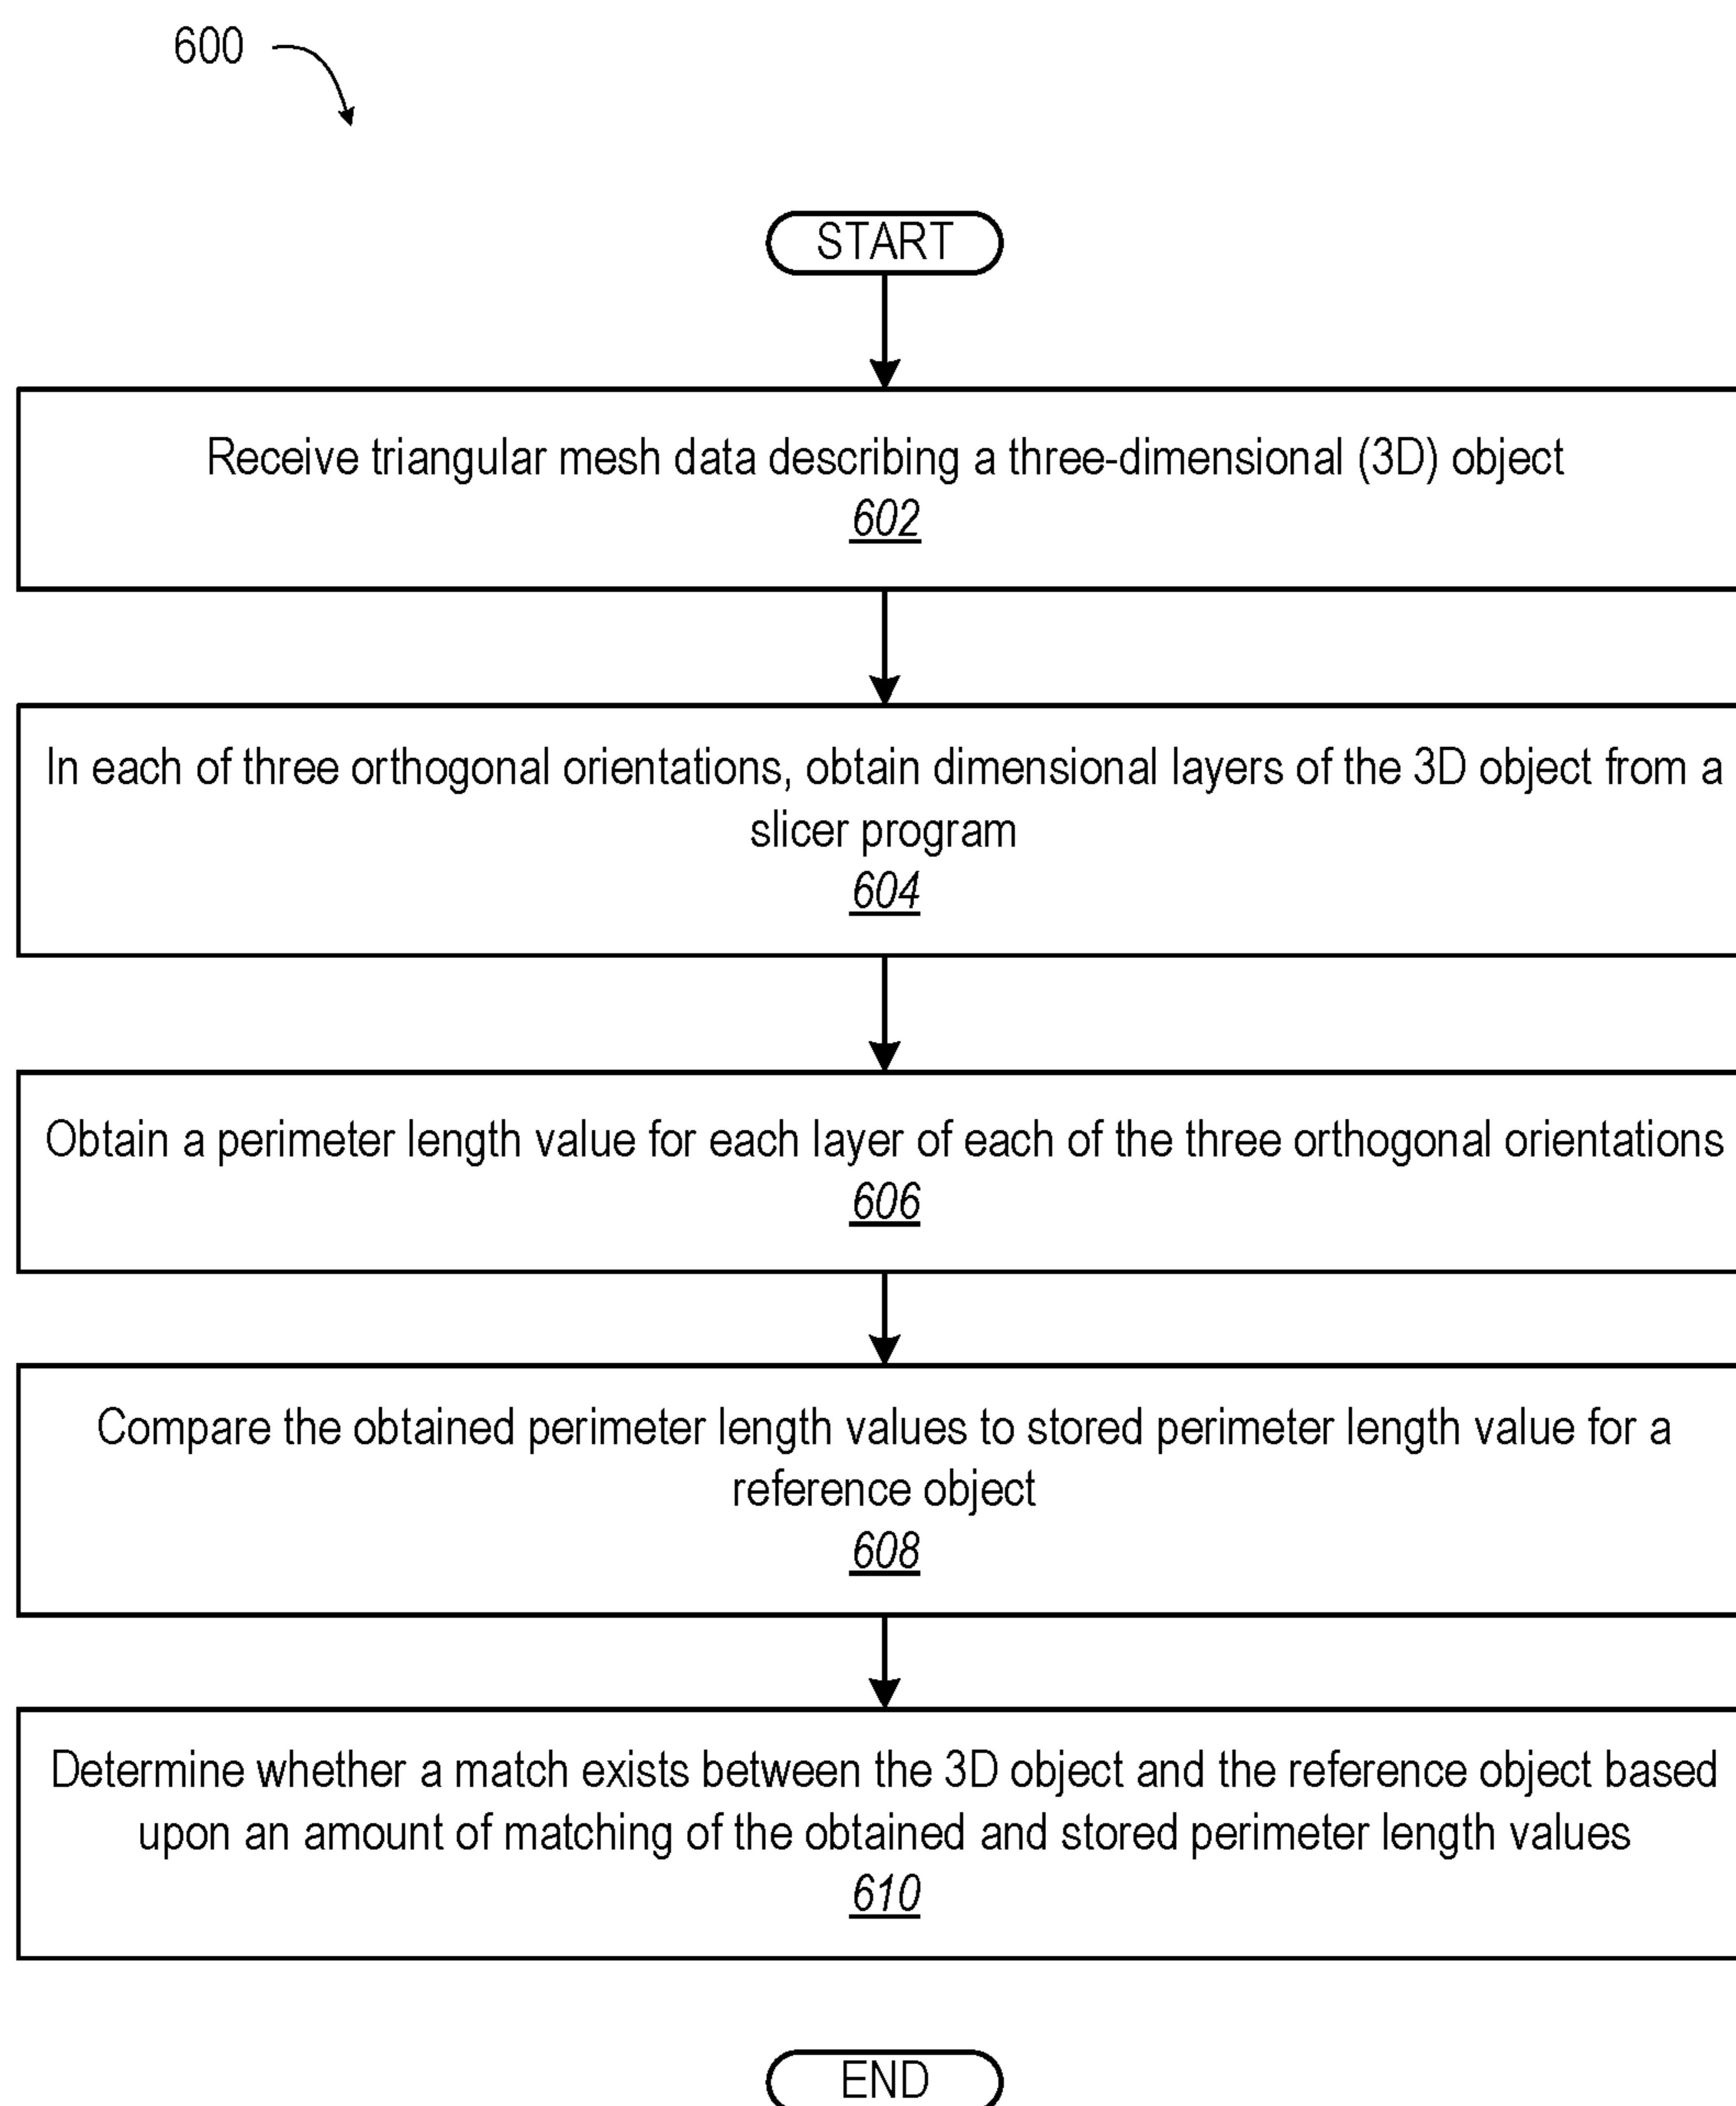 600
START
Receive triangular mesh data describing a three-dimensional (3D) object
602
In each of three orthogonal orientations, obtain dimensional layers of the 3D object from a
slicer program
604
Obtain a perimeter length value for each layer of each of the three orthogonal orientations
606
Compare the obtained perimeter length values to stored perimeter length value for a
reference object
608
Determine whether a match exists between the 3D object and the reference object based
upon an amount of matching of the obtained and stored perimeter length values
610
END